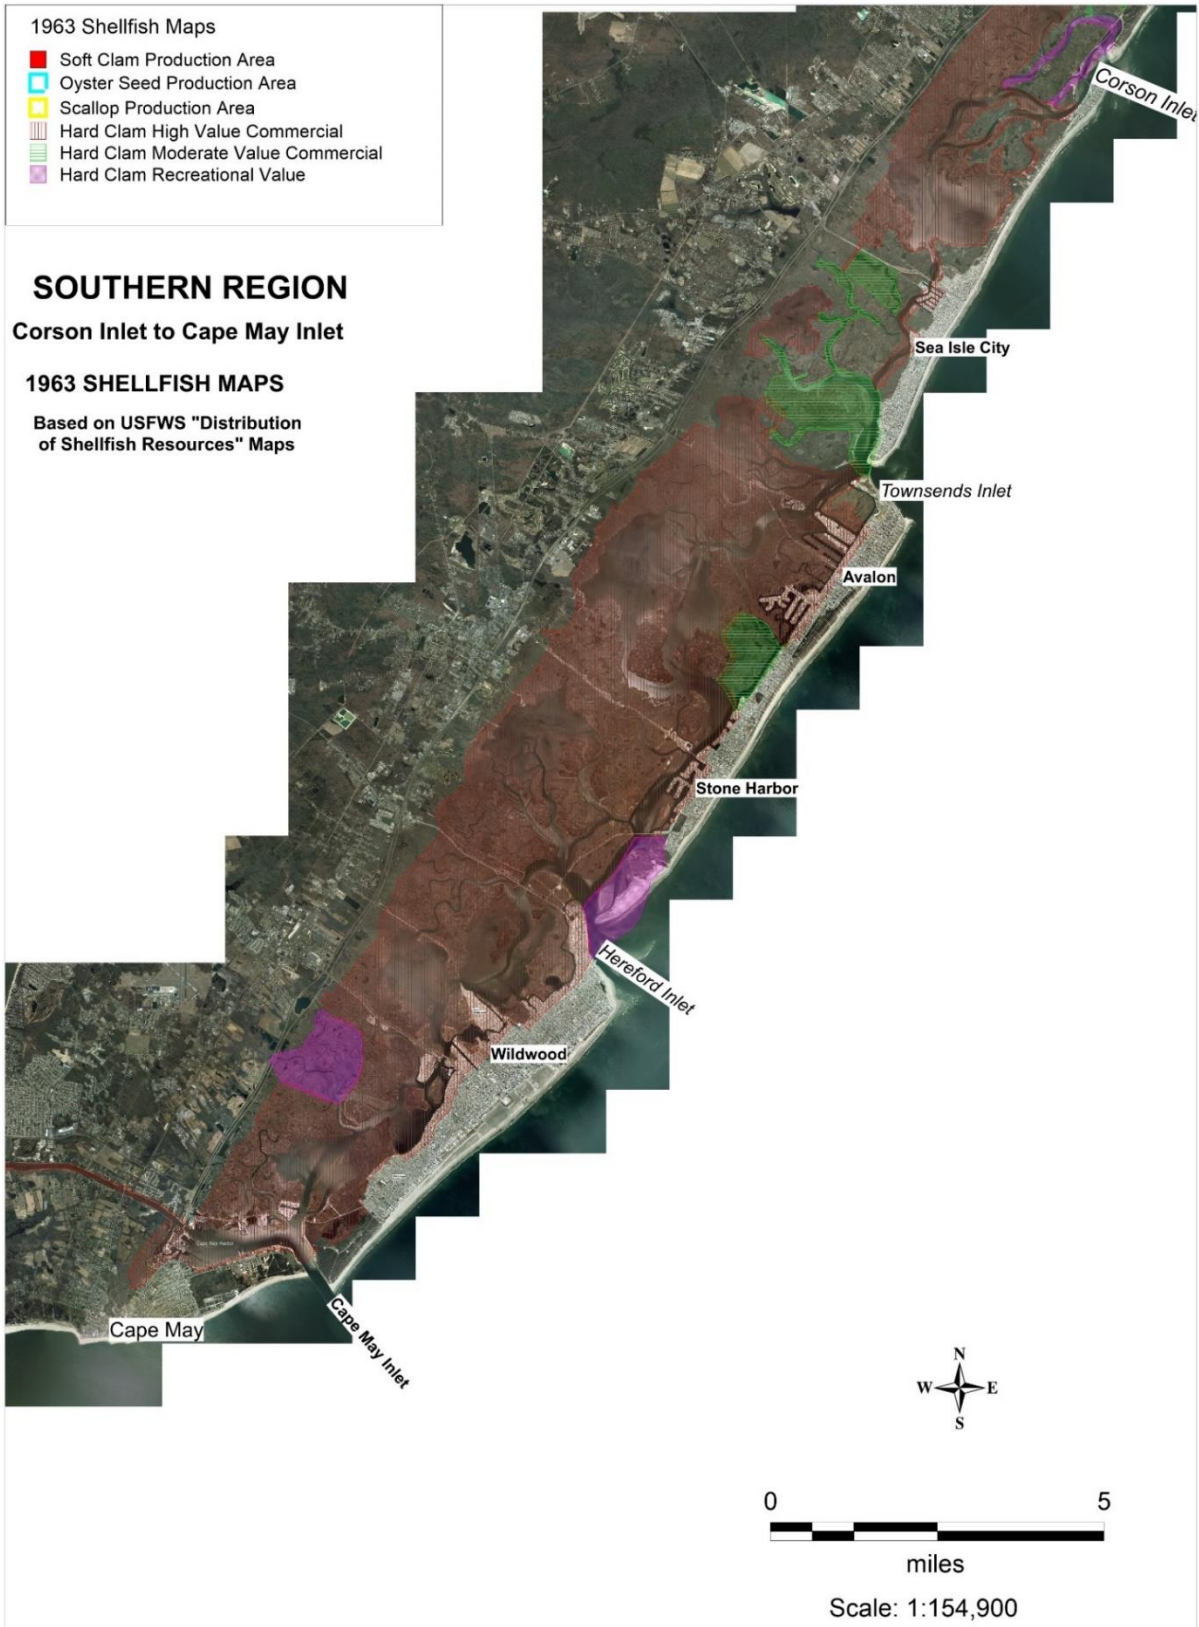 1963 Shellfish Maps
Soft Clam Production Area
Oyster Seed Production Area
Scallop Production Area
Hard Clam High Value Commercial
Hard Clam Moderate Value Commercial
Hard Clam Recreational Value
SOUTHERN REGION
Corson Inlet to Cape May Inlet
1963 SHELLFISH MAPS
Based on USFWS "Distribution
of Shellfish Resources" Maps
Corson Inlet
Sea Isle City
Townsends Inlet
Avalon
Stone Harbor
Hereford Inlet
Wildwood
Cape May
Cape May Inlet
N
W E
S
0 5
miles
Scale: 1:154,900